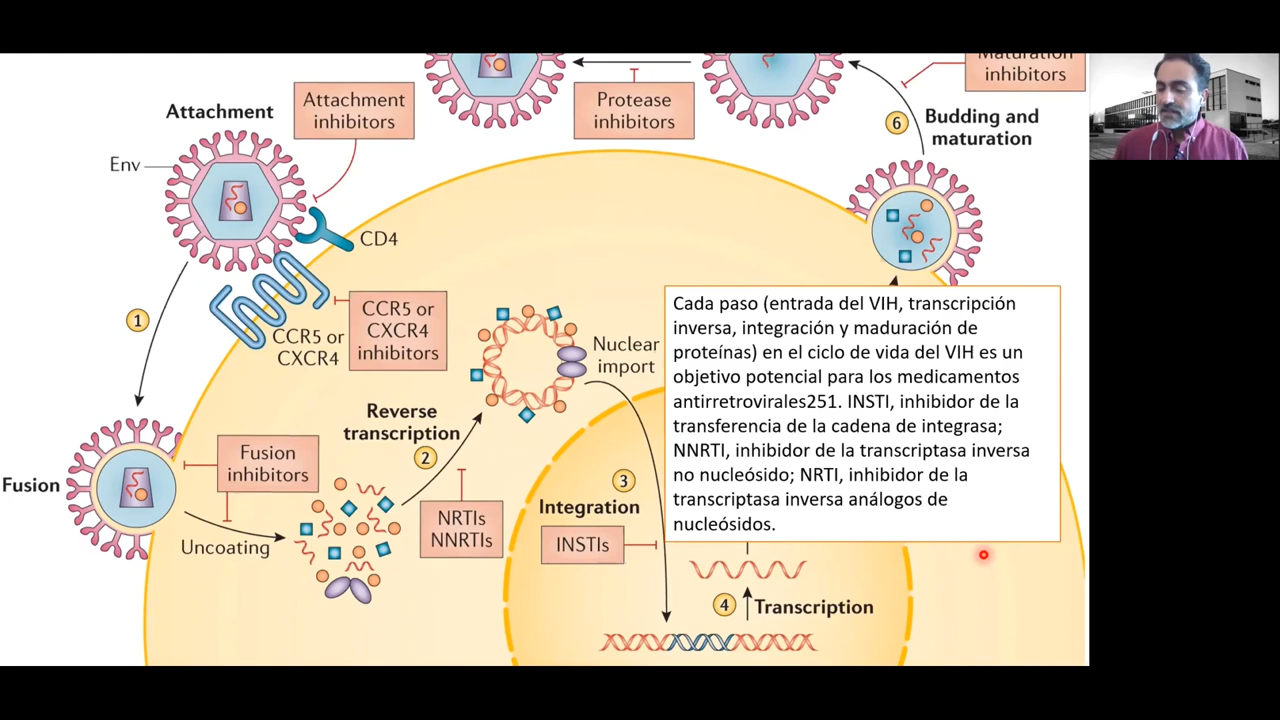 Maturation
inhibitors
Attachment
Attachment
inhibitors
Protease
inhibitors
6
Budding and
maturation
Env
CD4
1
CCR5 or
CXCR4
CCR5 or
CXCR4
inhibitors
Nuclear
import
Reverse
transcription
2
Fusion
Fusion
inhibitors
Uncoating
NRTIs
NNRTIs
3
Integration
INSTIs
4
Transcription
Cada paso (entrada del VIH, transcripción
inversa, integración y maduración de
proteínas) en el ciclo de vida del VIH es un
objetivo potencial para los medicamentos
antirretrovirales251. INSTI, inhibidor de la
transferencia de la cadena de integrasa;
NNRTI, inhibidor de la transcriptasa inversa
no nucleósido; NRTI, inhibidor de la
transcriptasa inversa análogos de
nucleósidos.